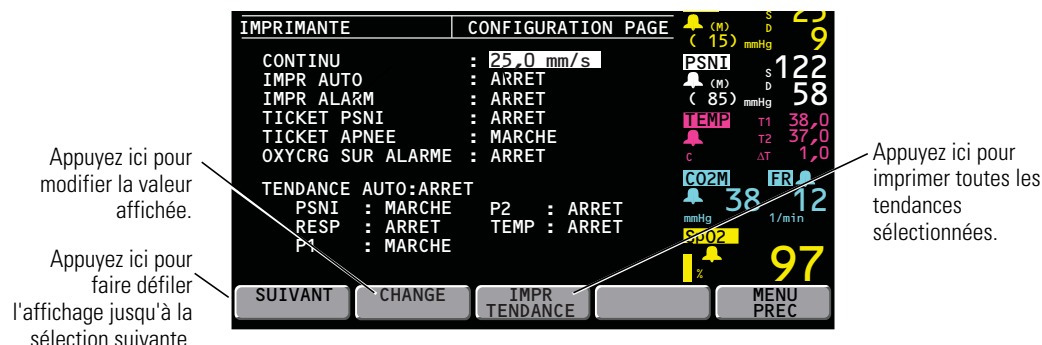 IMPRIMANTE CONFIGURATION PAGE
CONTINU : 25,0 mm/s
IMPR AUTO : ARRET
IMPR ALARM : ARRET
TICKET PSNI : ARRET
TICKET APNEE : MARCHE
OXYCRG SUR ALARME : ARRET
TENDANCE AUTO:ARRET
PSNI : MARCHE P2 : ARRET
RESP : ARRET TEMP : ARRET
P1 : MARCHE
SUIVANT
CHANGE
IMPR
TENDANCE
MENU
PREC
(M) S 25
D
( 15) mmHg 9
PSNI
S 122
(M) D
( 85) mmHg 58
TEMP T1 38,0
T2 37,0
C ΔT 1,0
CO2M FR
38 12
mmHg 1/min
SpO2
% 97
Appuyez ici pour
modifier la valeur
affichée.
Appuyez ici pour
faire défiler
l'affichage jusqu'à la
sélection suivante.
Appuyez ici pour
imprimer toutes les
tendances
sélectionnées.